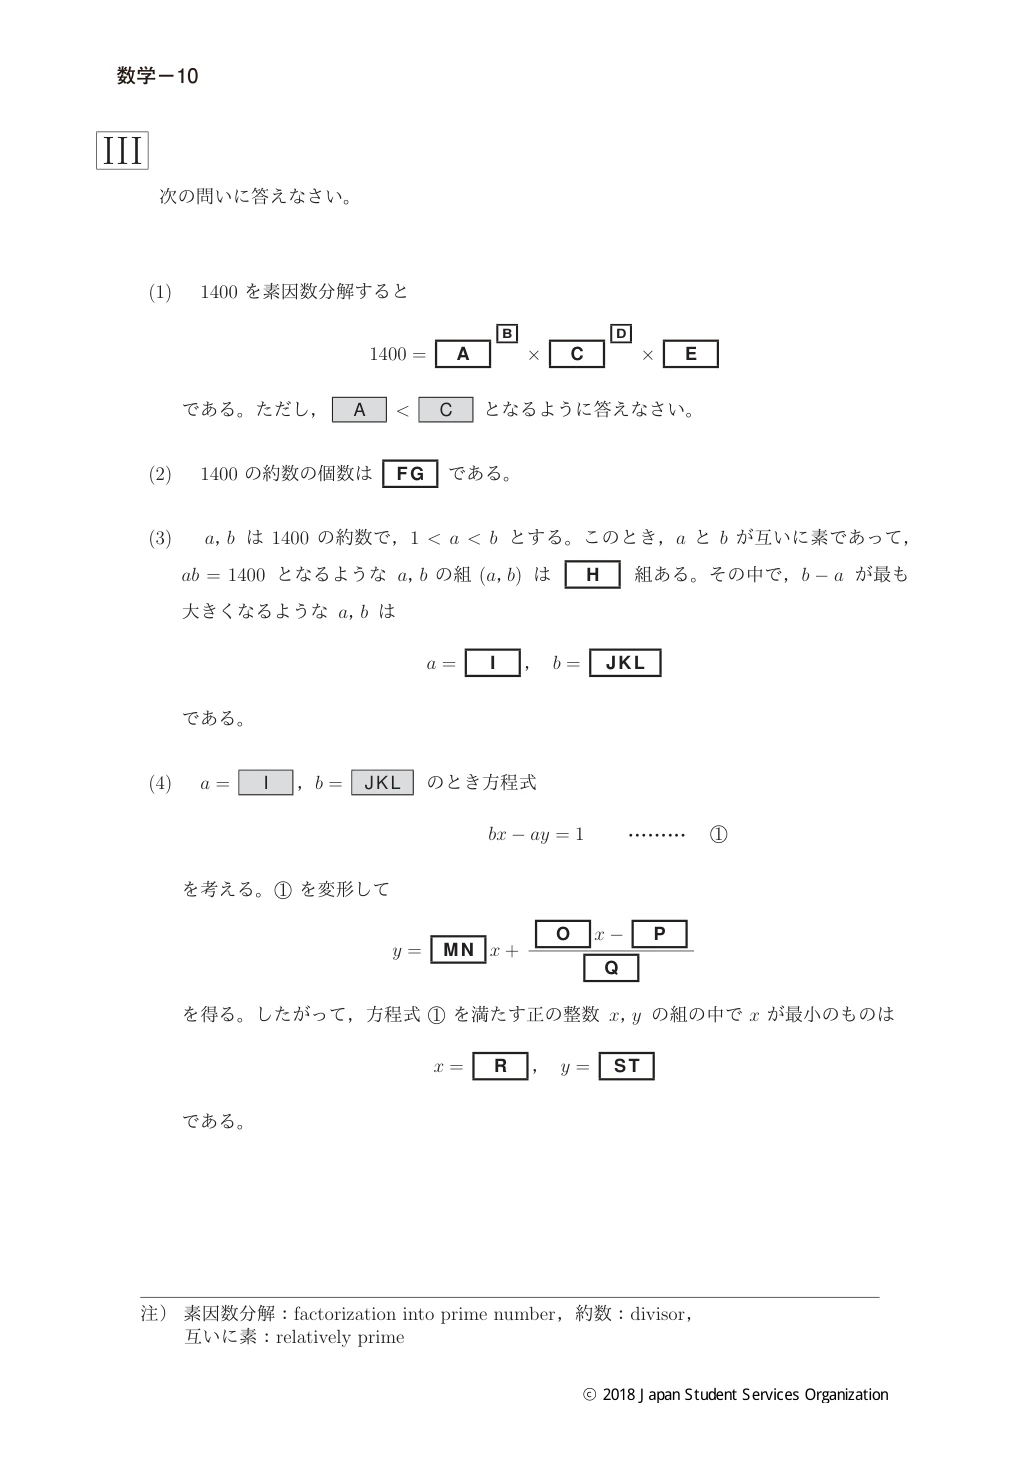 数学－10
III
次の問いに答えなさい。
(1) 1400 を素因数分解すると
1400 = A^B × C^D × E
である。ただし， A < C となるように答えなさい。
(2) 1400 の約数の個数は FG である。
(3) a, b は 1400 の約数で，1 < a < b とする。このとき，a と b が互いに素であって，
ab = 1400 となるような a, b の組 (a, b) は H 組ある。その中で，b − a が最も
大きくなるような a, b は
a = I ， b = JKL
である。
(4) a = I ，b = JKL のとき方程式
bx − ay = 1 ……… ①
を考える。① を変形して
y = MN x + (O x − P) / Q
を得る。したがって，方程式 ① を満たす正の整数 x, y の組の中で x が最小のものは
x = R ， y = ST
である。
注） 素因数分解：factorization into prime number，約数：divisor，
互いに素：relatively prime
© 2018 Japan Student Services Organization